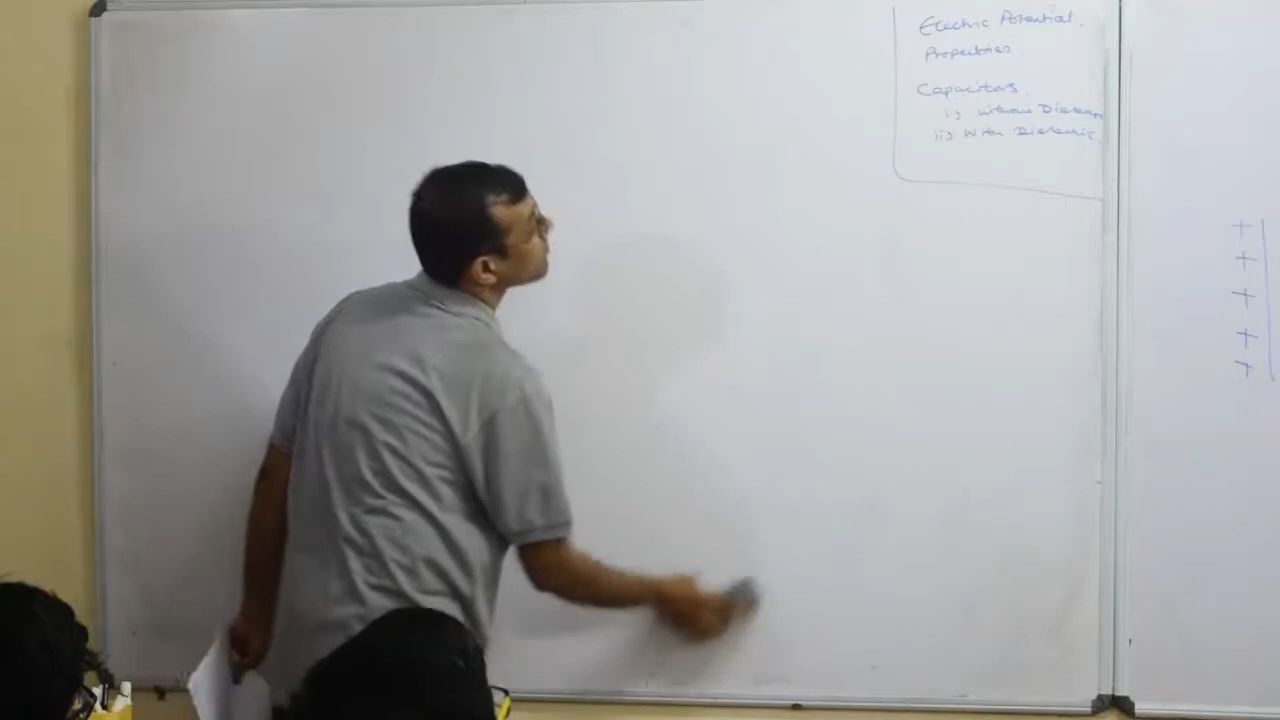 Electric Potential.
Properties
Capacitors
i) without Dielectric
ii) With Dielectric.
+
+
+
+
+